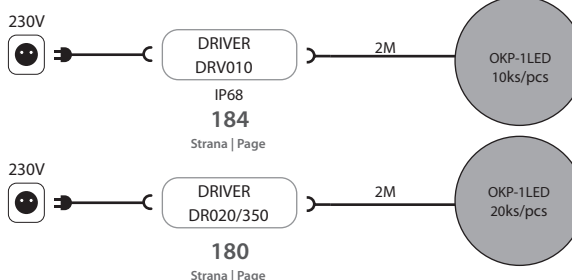 230V
DRIVER
DRV010
2M
OKP-1LED
10ks/pcs
IP68
184
Strana | Page
230V
DRIVER
DR020/350
2M
OKP-1LED
20ks/pcs
180
Strana | Page